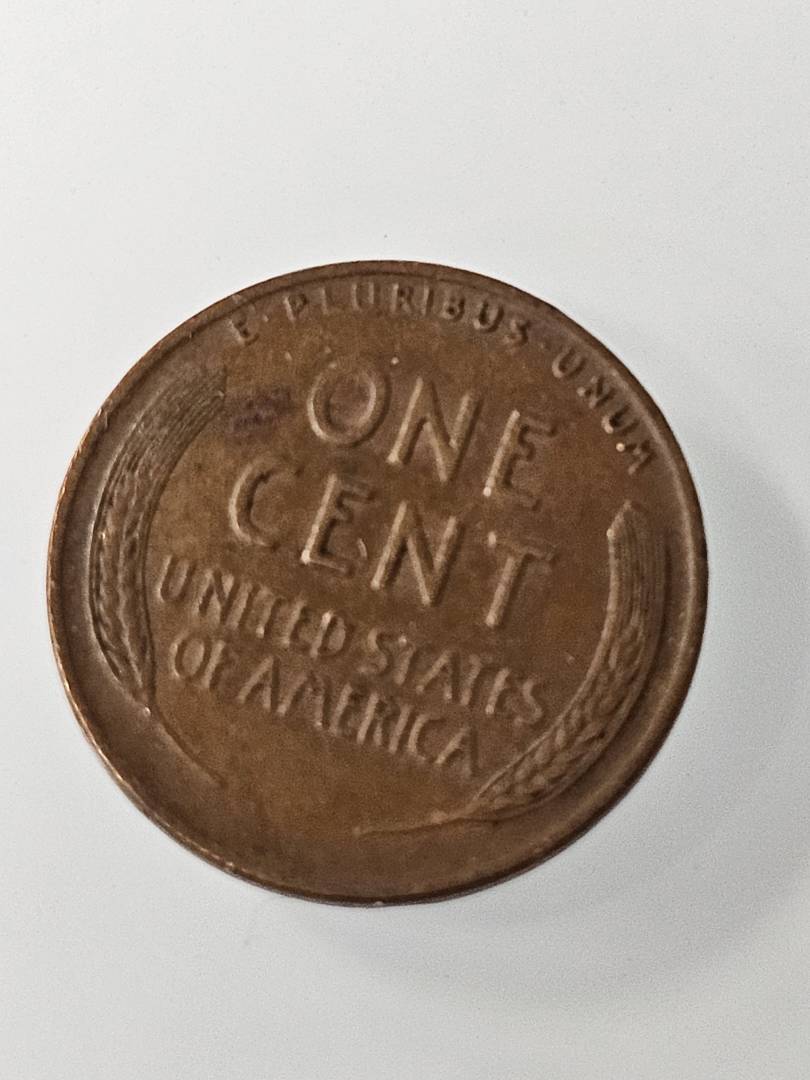 E·PLURIBUS·UNUM
ONE
CENT
UNITED STATES
OF AMERICA